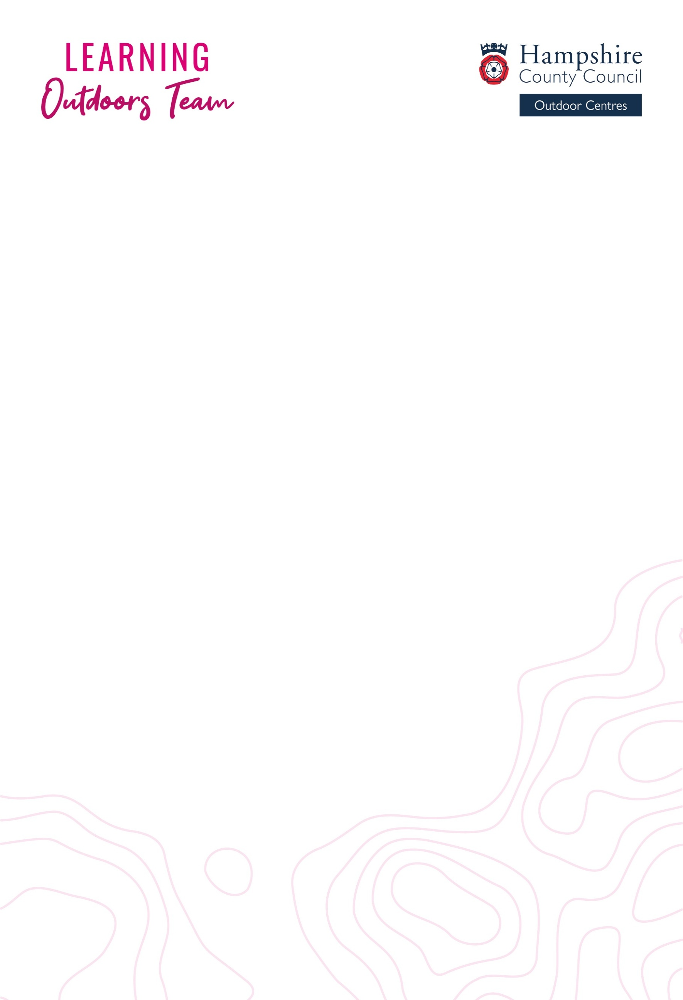 LEARNING
Outdoors Team
Hampshire
County Council
Outdoor Centres